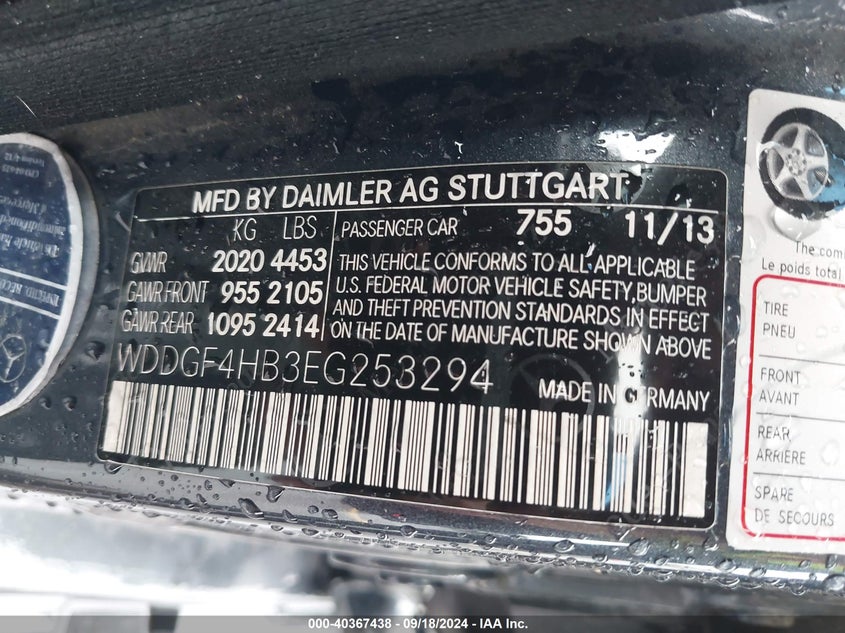 MFD BY DAIMLER AG STUTTGART
KG LBS
GVWR 2020 4453
GAWR FRONT 955 2105
GAWR REAR 1095 2414
PASSENGER CAR 755 11/13
THIS VEHICLE CONFORMS TO ALL APPLICABLE
U.S. FEDERAL MOTOR VEHICLE SAFETY, BUMPER
AND THEFT PREVENTION STANDARDS IN EFFECT
ON THE DATE OF MANUFACTURE SHOWN ABOVE
WDDGF4HB3EG253294
MADE IN GERMANY
Le poids total
TIRE
PNEU
FRONT
AVANT
REAR
ARRIÈRE
SPARE
DE SECOURS
000-40367438 - 09/18/2024 - IAA Inc.